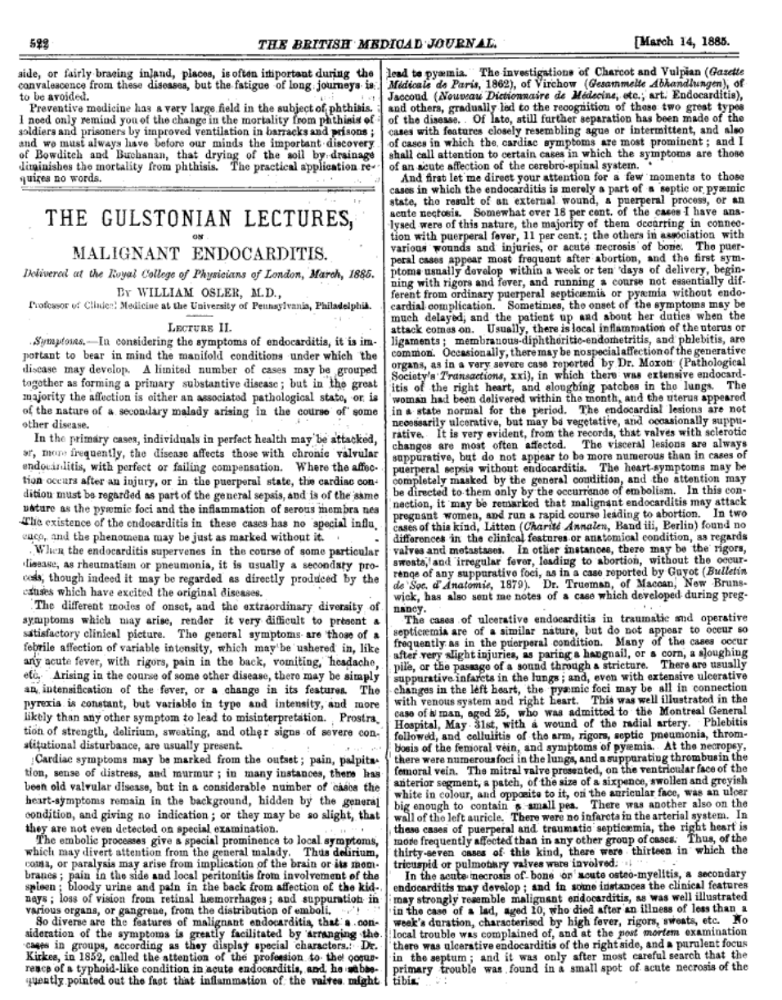 522
THE BRITISH MEDICAL JOURNAL.
[March 14, 1885.
side, or fairly bracing inland, places, is often important during the
convalescence from these diseases, but the fatigue of long journeys is
to be avoided.
Preventive medicine has a very large field in the subject of phthisis.
I need only remind you of the change in the mortality from phthisis of
soldiers and prisoners by improved ventilation in barracks and prisons ;
and we must always have before our minds the important discovery
of Bowditch and Buchanan, that drying of the soil by drainage
diminishes the mortality from phthisis. The practical application re-
quires no words.
THE GULSTONIAN LECTURES,
ON
MALIGNANT ENDOCARDITIS.
Delivered at the Royal College of Physicians of London, March, 1885.
BY WILLIAM OSLER, M.D.,
Professor of Clinical Medicine at the University of Pennsylvania, Philadelphia.
LECTURE II.
Symptoms.—In considering the symptoms of endocarditis, it is im-
portant to bear in mind the manifold conditions under which the
disease may develop. A limited number of cases may be grouped
together as forming a primary substantive disease ; but in the great
majority the affection is either an associated pathological state, or is
of the nature of a secondary malady arising in the course of some
other disease.
In the primary cases, individuals in perfect health may be attacked,
or, more frequently, the disease affects those with chronic valvular
endocarditis, with perfect or failing compensation. Where the affec-
tion occurs after an injury, or in the puerperal state, the cardiac con-
dition must be regarded as part of the general sepsis, and is of the same
nature as the pyæmic foci and the inflammation of serous membra nes
The existence of the endocarditis in these cases has no special influ
ence, and the phenomena may be just as marked without it.
When the endocarditis supervenes in the course of some particular
disease, as rheumatism or pneumonia, it is usually a secondary pro-
cess, though indeed it may be regarded as directly produced by the
causes which have excited the original diseases.
The different modes of onset, and the extraordinary diversity of
symptoms which may arise, render it very difficult to present a
satisfactory clinical picture. The general symptoms are those of a
febrile affection of variable intensity, which may be ushered in, like
any acute fever, with rigors, pain in the back, vomiting, headache,
etc. Arising in the course of some other disease, there may be simply
an intensification of the fever, or a change in its features. The
pyrexia is constant, but variable in type and intensity, and more
likely than any other symptom to lead to misinterpretation. Prostra
tion of strength, delirium, sweating, and other signs of severe con-
stitutional disturbance, are usually present.
Cardiac symptoms may be marked from the outset ; pain, palpita-
tion, sense of distress, and murmur ; in many instances, there has
been old valvular disease, but in a considerable number of cases the
heart-symptoms remain in the background, hidden by the general
condition, and giving no indication ; or they may be so slight, that
they are not even detected on special examination.
The embolic processes give a special prominence to local symptoms,
which may divert attention from the general malady. Thus delirium,
coma, or paralysis may arise from implication of the brain or its mem-
branes ; pain in the side and local peritonitis from involvement of the
spleen ; bloody urine and pain in the back from affection of the kid-
neys ; loss of vision from retinal hæmorrhages ; and suppuration in
various organs, or gangrene, from the distribution of emboli.
So diverse are the features of malignant endocarditis, that a con-
sideration of the symptoms is greatly facilitated by arranging the
cases in groups, according as they display special characters. Dr.
Kirkes, in 1852, called the attention of the profession to the occur-
rence of a typhoid-like condition in acute endocarditis, and he subse-
quently pointed out the fact that inflammation of the valves might
lead to pyæmia. The investigations of Charcot and Vulpian (Gazette
Médicale de Paris, 1862), of Virchow (Gesammelte Abhandlungen), of
Jaccoud (Nouveau Dictionnaire de Médecine, etc., art. Endocarditis),
and others, gradually led to the recognition of these two great types
of the disease. Of late, still further separation has been made of the
cases with features closely resembling ague or intermittent, and also
of cases in which the cardiac symptoms are most prominent ; and I
shall call attention to certain cases in which the symptoms are those
of an acute affection of the cerebro-spinal system.
And first let me direct your attention for a few moments to those
cases in which the endocarditis is merely a part of a septic or pyæmic
state, the result of an external wound, a puerperal process, or an
acute necrosis. Somewhat over 18 per cent. of the cases I have ana-
lysed were of this nature, the majority of them occurring in connec-
tion with puerperal fever, 11 per cent. ; the others in association with
various wounds and injuries, or acute necrosis of bone. The puer-
peral cases appear most frequent after abortion, and the first sym-
ptoms usually develop within a week or ten days of delivery, begin-
ning with rigors and fever, and running a course not essentially dif-
ferent from ordinary puerperal septicæmia or pyæmia without endo-
cardial complication. Sometimes, the onset of the symptoms may be
much delayed, and the patient up and about her duties when the
attack comes on. Usually, there is local inflammation of the uterus or
ligaments ; membranous-diphtheritic-endometritis, and phlebitis, are
common. Occasionally, there may be no special affection of the generative
organs, as in a very severe case reported by Dr. Moxon (Pathological
Society's Transactions, xxi), in which there was extensive endocard-
itis of the right heart, and sloughing patches in the lungs. The
woman had been delivered within the month, and the uterus appeared
in a state normal for the period. The endocardial lesions are not
necessarily ulcerative, but may be vegetative, and occasionally suppu-
rative. It is very evident, from the records, that valves with sclerotic
changes are most often affected. The visceral lesions are always
suppurative, but do not appear to be more numerous than in cases of
puerperal sepsis without endocarditis. The heart-symptoms may be
completely masked by the general condition, and the attention may
be directed to them only by the occurrence of embolism. In this con-
nection, it may be remarked that malignant endocarditis may attack
pregnant women, and run a rapid course leading to abortion. In two
cases of this kind, Litten (Charité Annalen, Band iii, Berlin) found no
differences in the clinical features or anatomical condition, as regards
valves and metastases. In other instances, there may be the rigors,
sweats, and irregular fever, leading to abortion, without the occur-
rence of any suppurative foci, as in a case reported by Guyot (Bulletin
de Soc. d'Anatomie, 1879). Dr. Trueman, of Maccan, New Bruns-
wick, has also sent me notes of a case which developed during preg-
nancy.
The cases of ulcerative endocarditis in traumatic and operative
septicæmia are of a similar nature, but do not appear to occur so
frequently as in the puerperal condition. Many of the cases occur
after very slight injuries, as paring a hangnail, or a corn, a sloughing
pile, or the passage of a sound through a stricture. There are usually
suppurative infarcts in the lungs ; and, even with extensive ulcerative
changes in the left heart, the pyæmic foci may be all in connection
with venous system and right heart. This was well illustrated in the
case of a man, aged 25, who was admitted to the Montreal General
Hospital, May 31st, with a wound of the radial artery. Phlebitis
followed, and cellulitis of the arm, rigors, septic pneumonia, throm-
bosis of the femoral vein, and symptoms of pyæmia. At the necropsy,
there were numerous foci in the lungs, and a suppurating thrombus in the
femoral vein. The mitral valve presented, on the ventricular face of the
anterior segment, a patch, of the size of a sixpence, swollen and greyish
white in colour, and opposite to it, on the auricular face, was an ulcer
big enough to contain a small pea. There was another also on the
wall of the left auricle. There were no infarcts in the arterial system. In
these cases of puerperal and traumatic septicæmia, the right heart is
more frequently affected than in any other group of cases. Thus, of the
thirty-seven cases of this kind, there were thirteen in which the
tricuspid or pulmonary valves were involved.
In the acute necrosis of bone or acute osteo-myelitis, a secondary
endocarditis may develop ; and in some instances the clinical features
may strongly resemble malignant endocarditis, as was well illustrated
in the case of a lad, aged 10, who died after an illness of less than a
week's duration, characterised by high fever, rigors, sweats, etc. No
local trouble was complained of, and at the post mortem examination
there was ulcerative endocarditis of the right side, and a purulent focus
in the septum ; and it was only after most careful search that the
primary trouble was found in a small spot of acute necrosis of the
tibia.